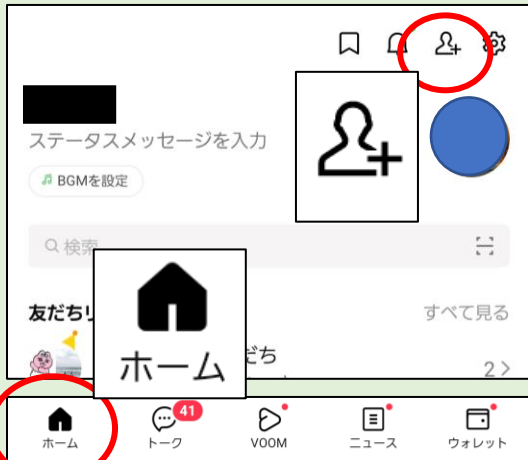 ステータスメッセージを入力
BGMを設定
検索
友だちリ
すべて見る
だち
2
ホーム
41
ホーム
トーク
VOOM
ニュース
ウォレット